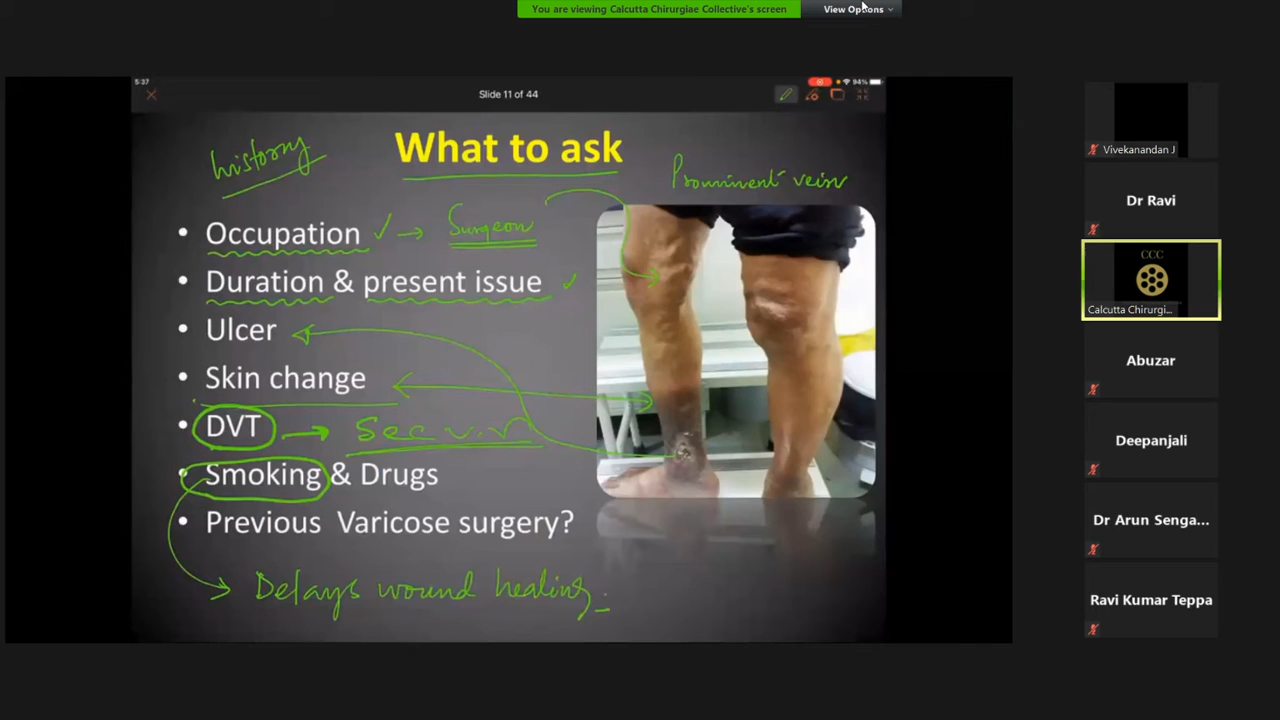 You are viewing Calcutta Chirurgiae Collective's screen
View Options
5:37
94%
Slide 11 of 44
history
What to ask
Prominent vein
• Occupation ✓ → Surgeon
• Duration & present issue ✓
• Ulcer
• Skin change
• DVT → Sec v.v
• Smoking & Drugs
• Previous Varicose surgery?
→ Delays wound healing
Vivekanandan J
Dr Ravi
CCC
Calcutta Chirurgi...
Abuzar
Deepanjali
Dr Arun Senga...
Ravi Kumar Teppa